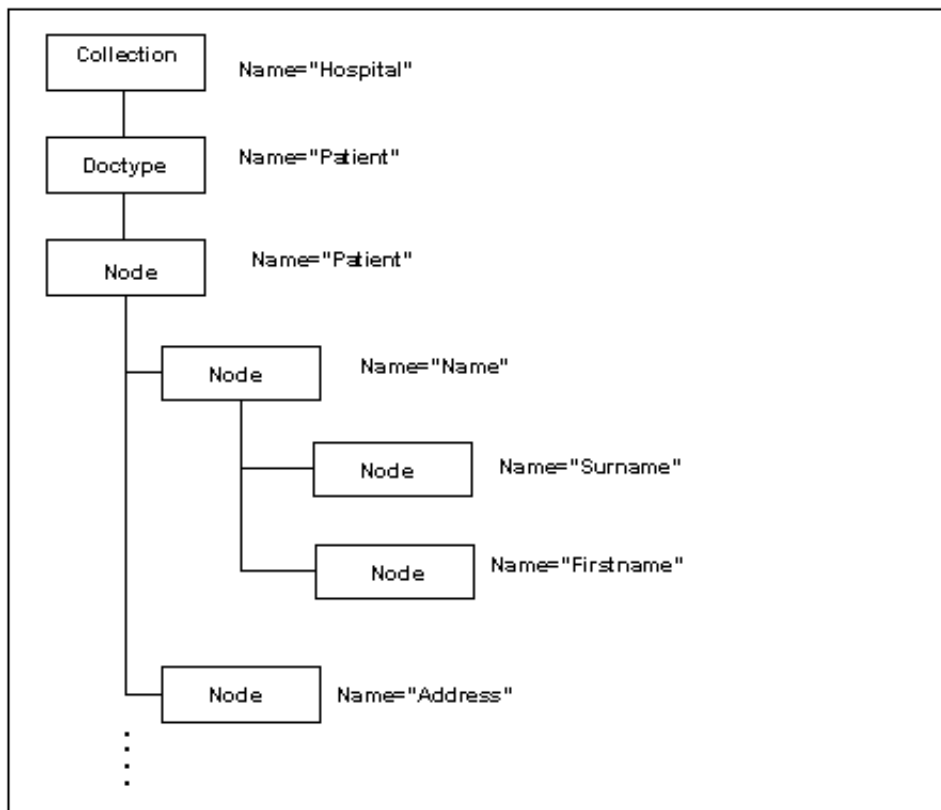 Collection
Name="Hospital"
Doctype
Name="Patient"
Node
Name="Patient"
Node
Name="Name"
Node
Name="Surname"
Node
Name="Firstname"
Node
Name="Address"